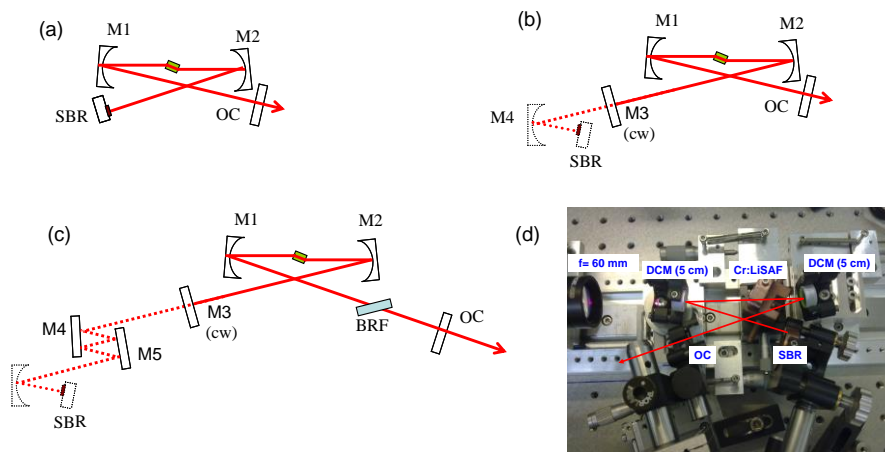 (a)
M1
M2
SBR
OC
(b)
M1
M2
M4
M3
(cw)
OC
SBR
(c)
M1
M2
M3
(cw)
BRF
OC
M4
M5
SBR
(d)
f= 60 mm
DCM (5 cm)
Cr:LiSAF
DCM (5 cm)
OC
SBR